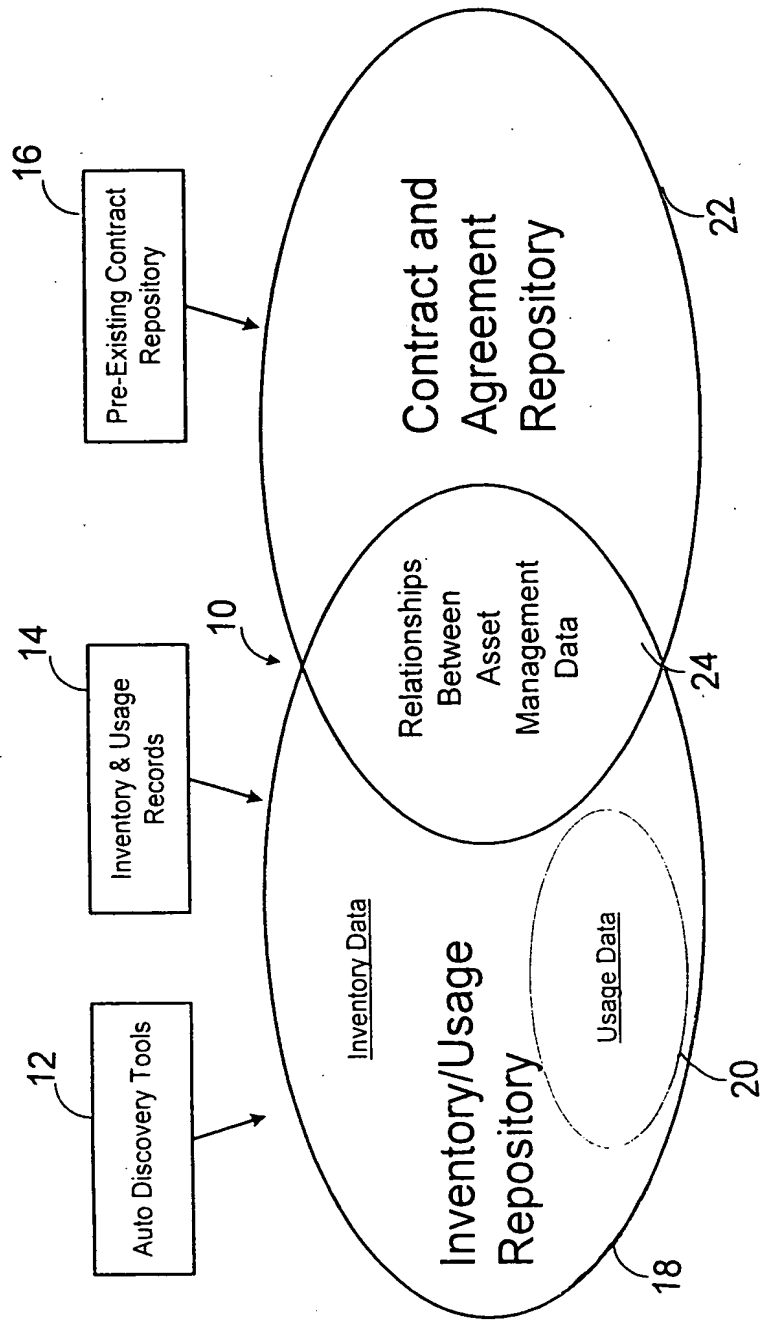 12
Auto Discovery Tools
14
Inventory & Usage
Records
16
Pre-Existing Contract
Repository
10
Inventory Data
Inventory/Usage
Repository
Usage Data
Relationships
Between
Asset
Management
Data
Contract and
Agreement
Repository
18
20
24
22